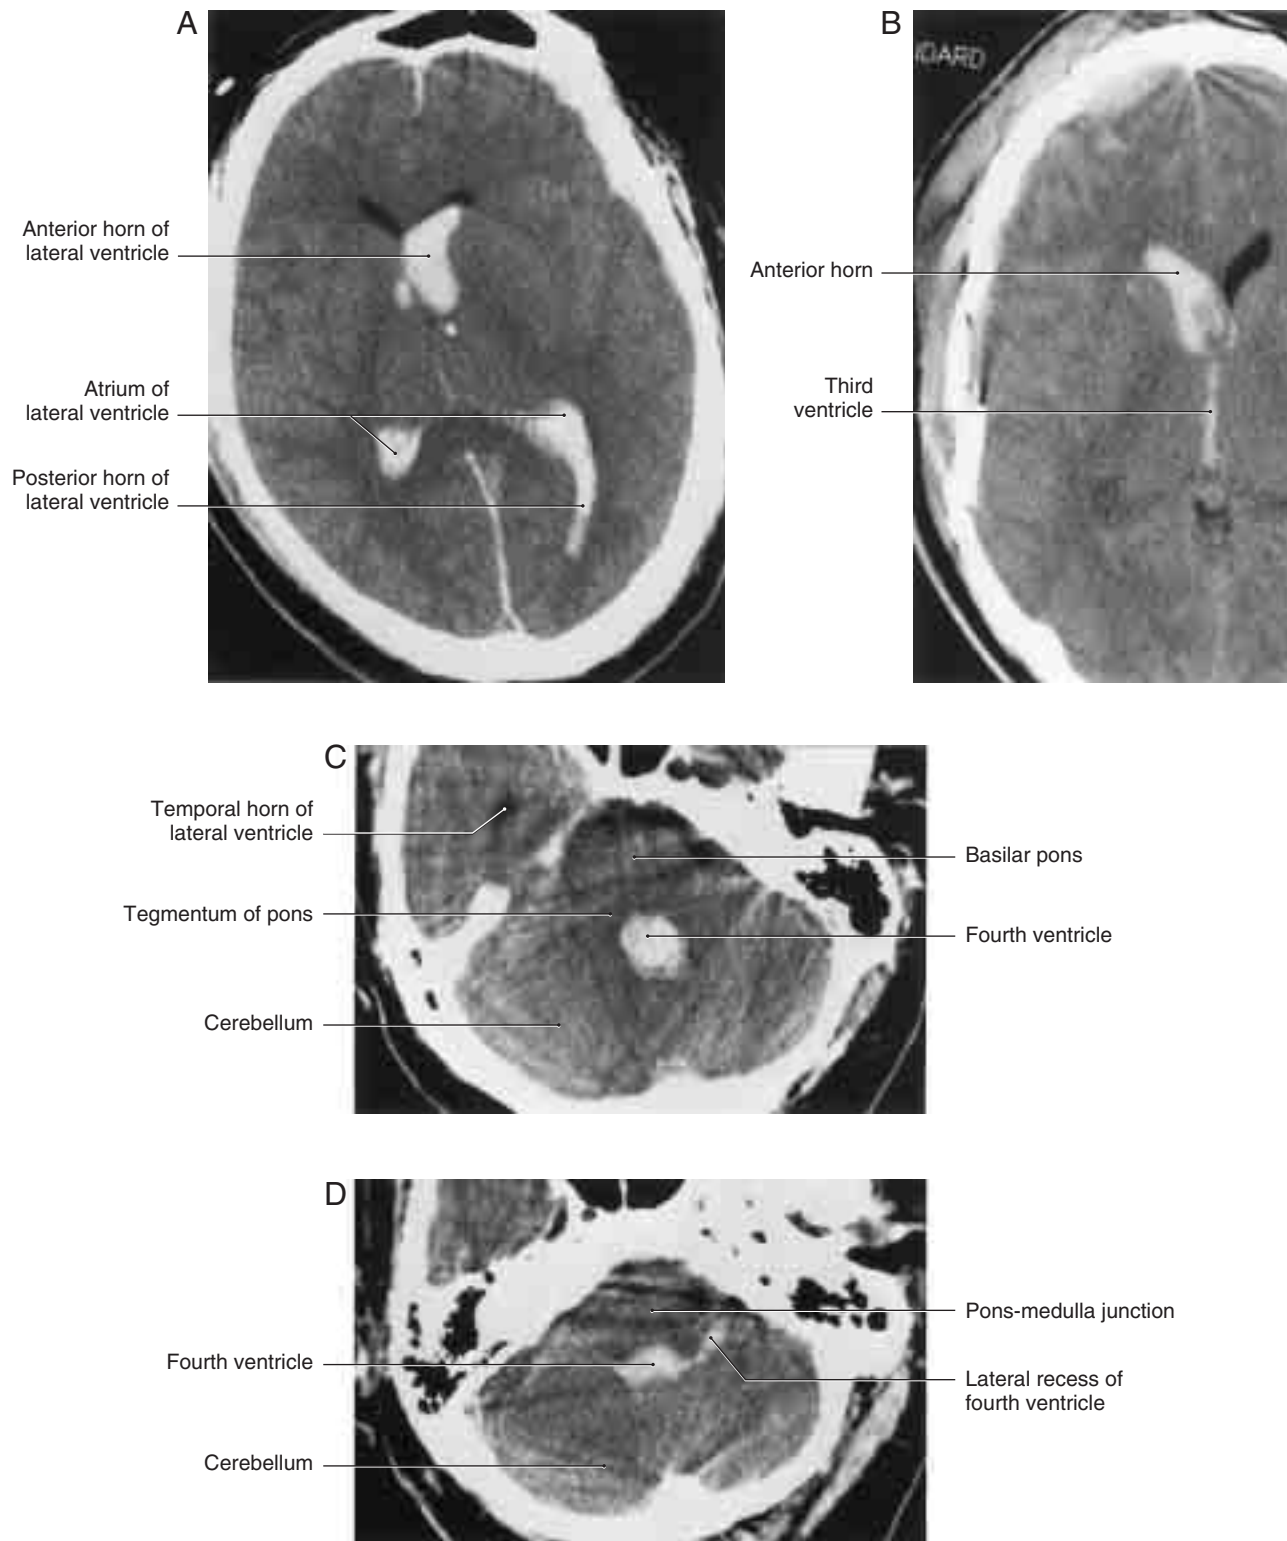 A
B
DARD
Anterior horn of
lateral ventricle
Anterior horn
Atrium of
lateral ventricle
Third
ventricle
Posterior horn of
lateral ventricle
C
Temporal horn of
lateral ventricle
Basilar pons
Tegmentum of pons
Fourth ventricle
Cerebellum
D
Pons-medulla junction
Fourth ventricle
Lateral recess of
fourth ventricle
Cerebellum